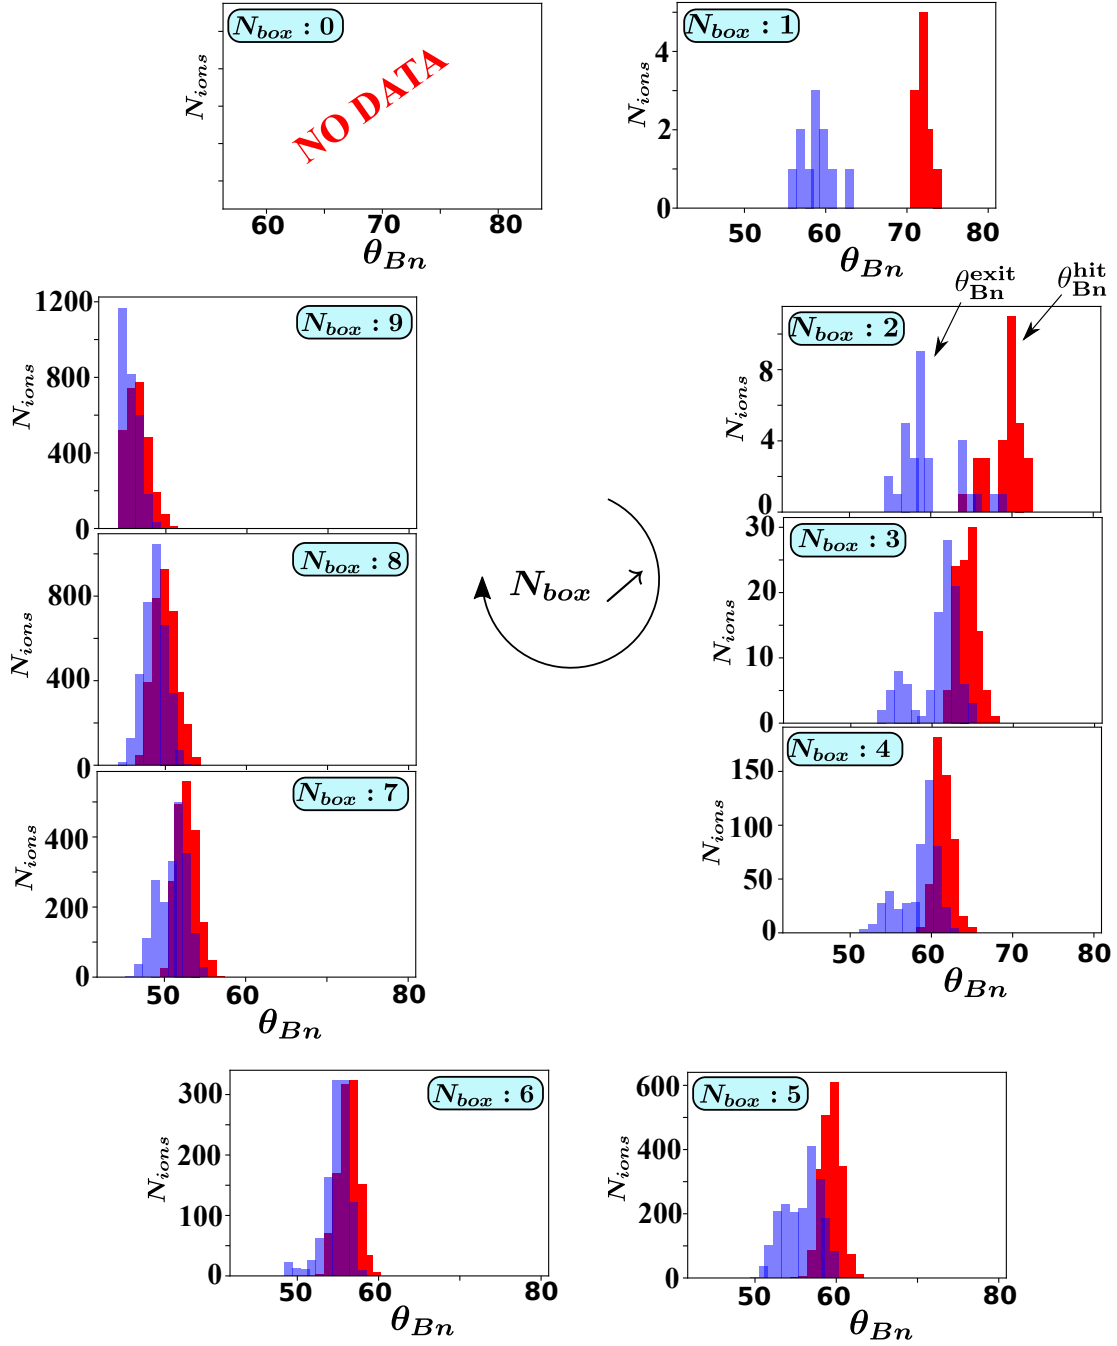 N_box : 0
N_ions
NO DATA
60 70 80
θ_Bn
N_box : 1
N_ions
4
2
0
50 60 70 80
θ_Bn
N_box : 9
N_ions
1200
800
400
0
N_box : 8
N_ions
800
400
0
N_box : 7
N_ions
400
200
0
50 60 80
θ_Bn
N_box
θ_Bn^exit
θ_Bn^hit
N_box : 2
N_ions
8
4
0
N_box : 3
N_ions
30
20
10
0
N_box : 4
N_ions
150
100
50
0
50 60 70 80
θ_Bn
N_box : 6
N_ions
300
200
100
0
50 60 80
θ_Bn
N_box : 5
N_ions
600
400
200
0
50 60 80
θ_Bn